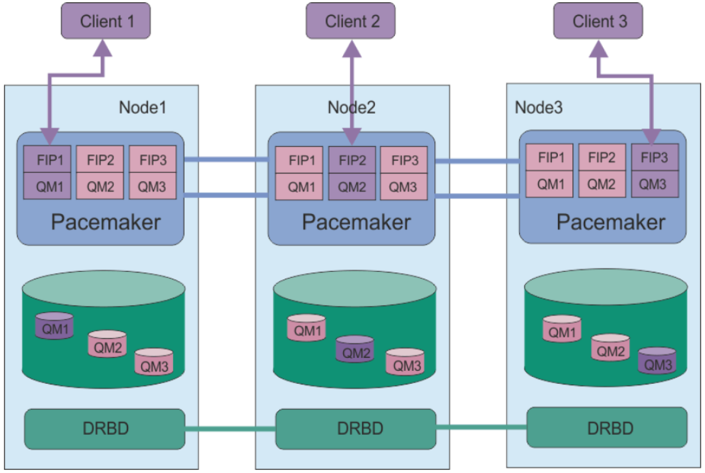 Client 1
Client 2
Client 3
Node1
Node2
Node3
FIP1 FIP2 FIP3
QM1 QM2 QM3
Pacemaker
FIP1 FIP2 FIP3
QM1 QM2 QM3
Pacemaker
FIP1 FIP2 FIP3
QM1 QM2 QM3
Pacemaker
QM1
QM2
QM3
QM1
QM2
QM3
QM1
QM2
QM3
DRBD
DRBD
DRBD